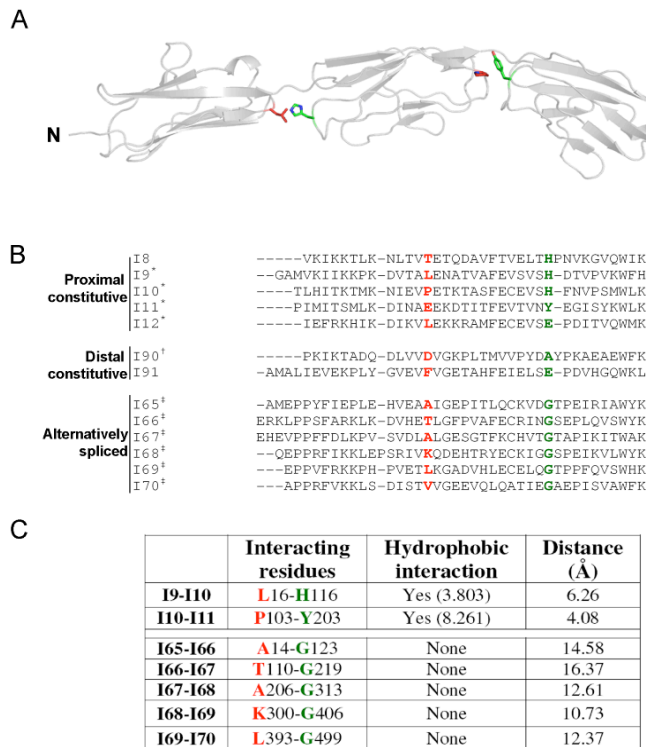 A
N
B
Proximal constitutive
I8 -----VKIKKTLK-NLTVTETQDAVFTVELTHPNVKGVQWIK
I9* -GAMVKIIKKPK-DVTALENATVAFEVSVSH-DTVPVKWFH
I10* ----TLHITKTMK-NIEVPETKTASFECEVSH-FNVPSMWLK
I11* ----PIMITSMLK-DINAEEKDTITFEVTVNY-EGISYKWLK
I12* ----IEFRKHIK-DIKVLEKKRAMFECEVSE-PDITVQWMK
Distal constitutive
I90† -----PKIKTADQ-DLVVDVGKPLTMVVPYDAYPKAEAEWFK
I91 --AMALIEVEKPLY-GVEVFVGETAHFEIELSE-PDVHGQWKL
Alternatively spliced
I65‡ --AMEPPYFIEPLE-HVEAAIGEPITLQCKVDGTPEIRIAWYK
I66‡ ERKLPPSFARKLK-DVHETLGFPVAFECRINGSEPLQVSWYK
I67‡ EHEVPPFFDLKPV-SVDLALGESGTFKCHVTGTAPIKITWAK
I68‡ --QEPPRFIKKLEPSRIVKQDEHTRYECKIGGSPEIKVLWYK
I69‡ ---EPPVFRKKPH-PVETLKGADVHLECELQGTPPFQVSWHK
I70‡ ---APPRFVKKLS-DISTVVGEEVQLQATIEGAEPISVAWFK
C
Interacting residues Hydrophobic interaction Distance (Å)
I9-I10 L16-H116 Yes (3.803) 6.26
I10-I11 P103-Y203 Yes (8.261) 4.08
I65-I66 A14-G123 None 14.58
I66-I67 T110-G219 None 16.37
I67-I68 A206-G313 None 12.61
I68-I69 K300-G406 None 10.73
I69-I70 L393-G499 None 12.37